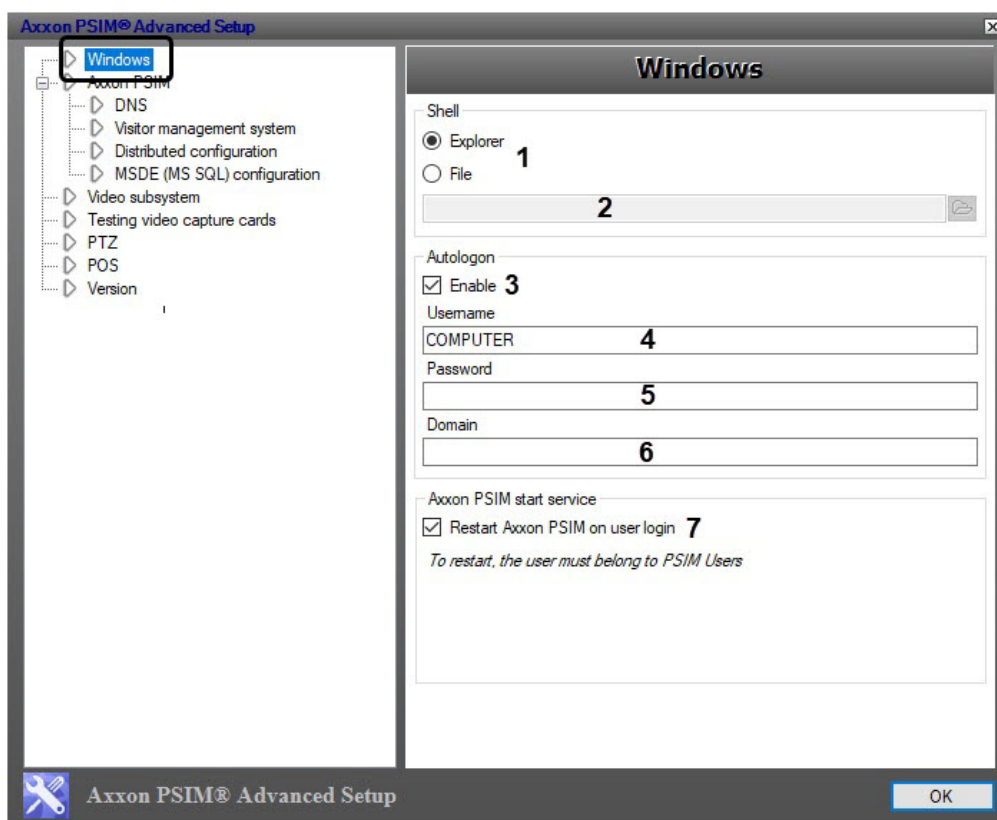 Axxon PSIM® Advanced Setup
Windows
Axxon PSIM
DNS
Visitor management system
Distributed configuration
MSDE (MS SQL) configuration
Video subsystem
Testing video capture cards
PTZ
POS
Version
Windows
Shell
Explorer
1
File
2
Autologon
Enable 3
Username
COMPUTER 4
Password
5
Domain
6
Axxon PSIM start service
Restart Axxon PSIM on user login 7
To restart, the user must belong to PSIM Users
Axxon PSIM® Advanced Setup
OK